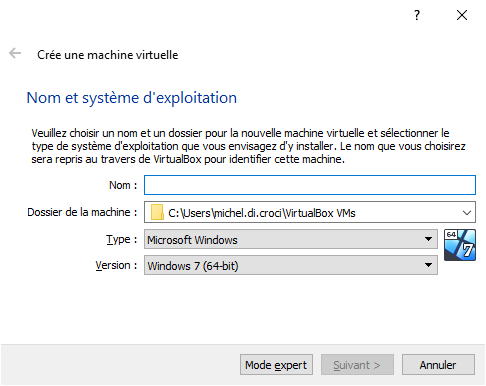 ?
Crée une machine virtuelle
Nom et système d'exploitation
Veuillez choisir un nom et un dossier pour la nouvelle machine virtuelle et sélectionner le
type de système d'exploitation que vous envisagez d'y installer. Le nom que vous choisirez
sera repris au travers de VirtualBox pour identifier cette machine.
Nom :
Dossier de la machine : C:\Users\michel.di.croci\VirtualBox VMs
Type : Microsoft Windows
64
7
Version : Windows 7 (64-bit)
Mode expert Suivant > Annuler